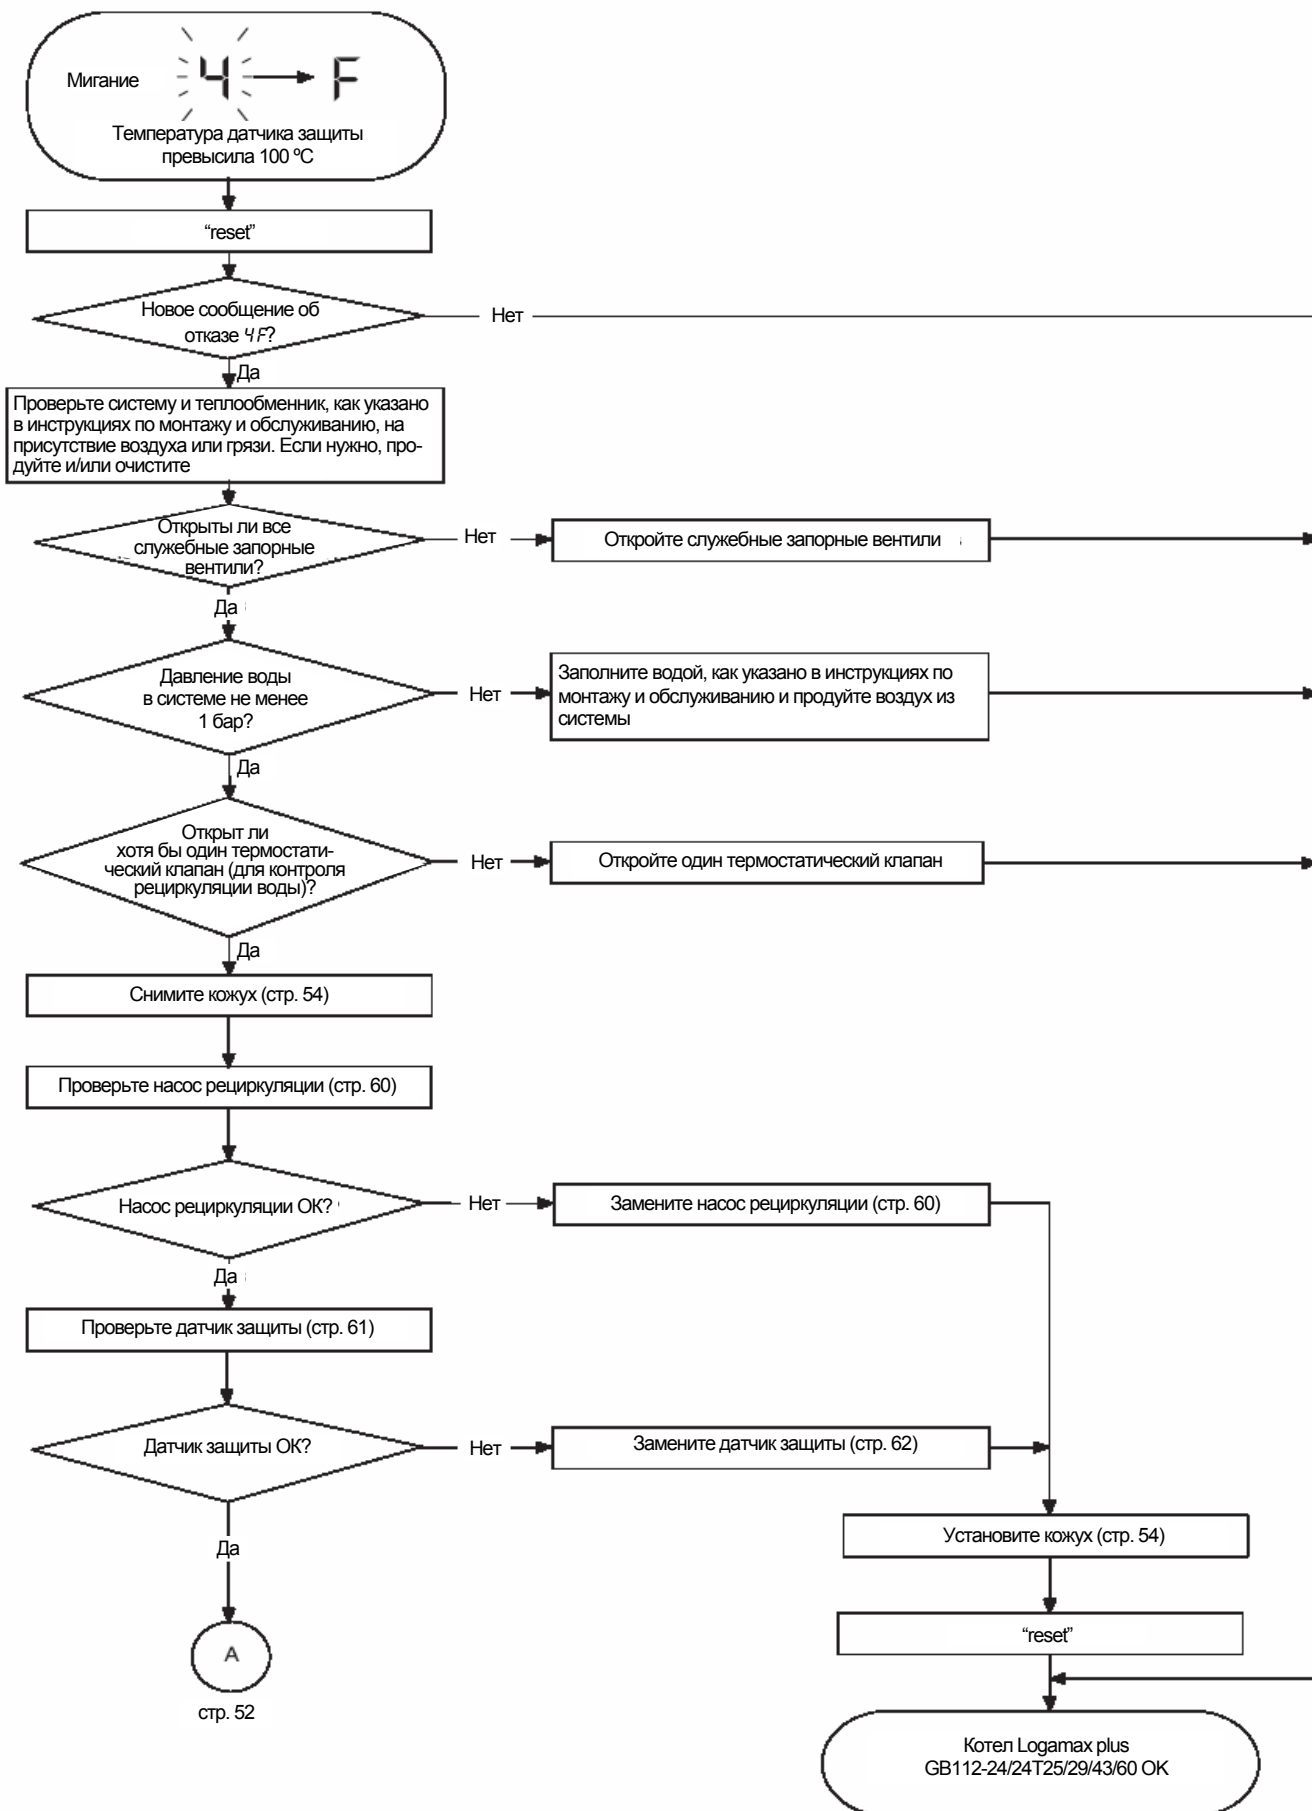 Мигание
4
F
Температура датчика защиты
превысила 100 ºC
“reset”
Новое сообщение об
отказе 4F?
Нет
Да
Проверьте систему и теплообменник, как указано
в инструкциях по монтажу и обслуживанию, на
присутствие воздуха или грязи. Если нужно, про-
дуйте и/или очистите
Открыты ли все
служебные запорные
вентили?
Нет
Откройте служебные запорные вентили
Да
Давление воды
в системе не менее
1 бар?
Нет
Заполните водой, как указано в инструкциях по
монтажу и обслуживанию и продуйте воздух из
системы
Да
Открыт ли
хотя бы один термостати-
ческий клапан (для контроля
рециркуляции воды)?
Нет
Откройте один термостатический клапан
Да
Снимите кожух (стр. 54)
Проверьте насос рециркуляции (стр. 60)
Насос рециркуляции ОК?
Нет
Замените насос рециркуляции (стр. 60)
Да
Проверьте датчик защиты (стр. 61)
Датчик защиты ОК?
Нет
Замените датчик защиты (стр. 62)
Да
A
стр. 52
Установите кожух (стр. 54)
“reset”
Котел Logamax plus
GB112-24/24T25/29/43/60 OK